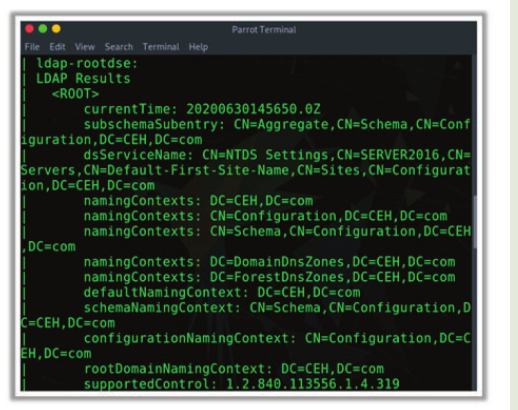 Parrot Terminal
File Edit View Search Terminal Help
| ldap-rootdse:
| LDAP Results
|   <ROOT>
|       currentTime: 20200630145650.0Z
|       subschemaSubentry: CN=Aggregate,CN=Schema,CN=Conf
iguration,DC=CEH,DC=com
|       dsServiceName: CN=NTDS Settings,CN=SERVER2016,CN=
Servers,CN=Default-First-Site-Name,CN=Sites,CN=Configurat
ion,DC=CEH,DC=com
|       namingContexts: DC=CEH,DC=com
|       namingContexts: CN=Configuration,DC=CEH,DC=com
|       namingContexts: CN=Schema,CN=Configuration,DC=CEH
,DC=com
|       namingContexts: DC=DomainDnsZones,DC=CEH,DC=com
|       namingContexts: DC=ForestDnsZones,DC=CEH,DC=com
|       defaultNamingContext: DC=CEH,DC=com
|       schemaNamingContext: CN=Schema,CN=Configuration,D
C=CEH,DC=com
|       configurationNamingContext: CN=Configuration,DC=C
EH,DC=com
|       rootDomainNamingContext: DC=CEH,DC=com
|       supportedControl: 1.2.840.113556.1.4.319